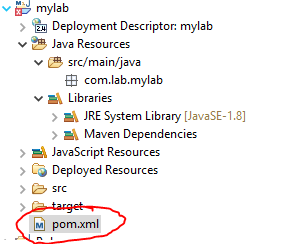 mylab
Deployment Descriptor: mylab
Java Resources
src/main/java
com.lab.mylab
Libraries
JRE System Library [JavaSE-1.8]
Maven Dependencies
JavaScript Resources
Deployed Resources
src
target
pom.xml